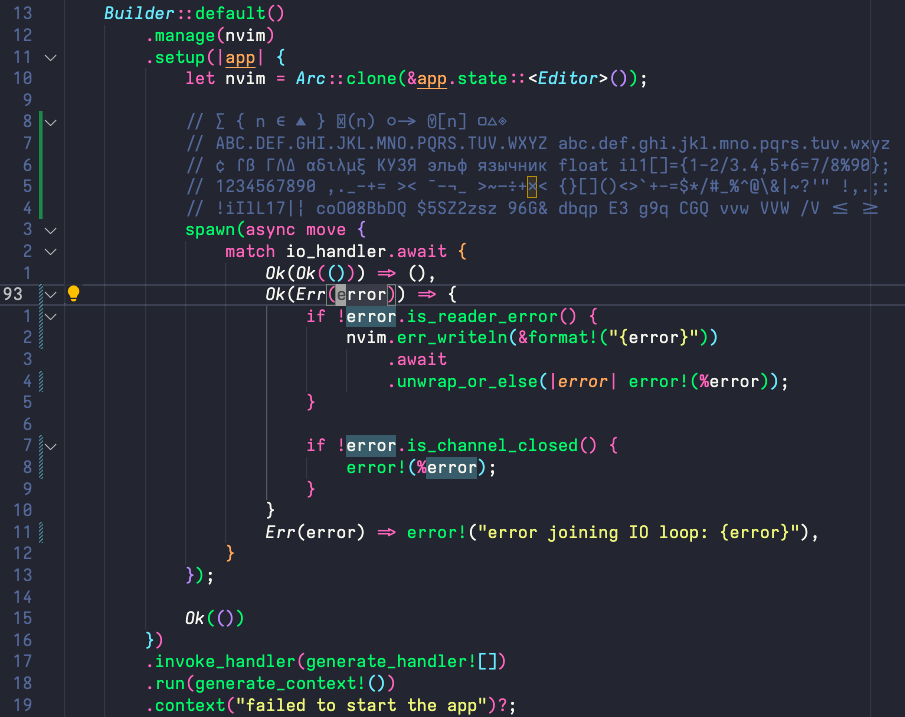 13 Builder::default()
12 .manage(nvim)
11 .setup(|app| {
10 let nvim = Arc::clone(&app.state::<Editor>());
9
8 // ∑ { n ∈ ▲ } 🅇(n) ○→ @[n] □△◈
7 // ABC.DEF.GHI.JKL.MNO.PQRS.TUV.WXYZ abc.def.ghi.jkl.mno.pqrs.tuv.wxyz
6 // ¢ ſß ΓΛΔ αδιλμξ КУЗЯ эльф язычник float il1[]={1-2/3.4,5+6=7/8%90};
5 // 1234567890 ,._-+= >< ¯-¬_ >~–÷+×< {}[]()<>`+-=$*/#_%^@\&|~?'" !,.;:
4 // !iIlL17|¦ coO08BbDQ $5SZ2zsz 96G& dbqp E3 g9q CGQ vvw VVW /V <= >=
3 spawn(async move {
2 match io_handler.await {
1 Ok(Ok(())) => (),
93 Ok(Err(error)) => {
1 if !error.is_reader_error() {
2 nvim.err_writeln(&format!("{error}"))
3 .await
4 .unwrap_or_else(|error| error!(%error));
5 }
6
7 if !error.is_channel_closed() {
8 error!(%error);
9 }
10 }
11 Err(error) => error!("error joining IO loop: {error}"),
12 }
13 });
14
15 Ok(())
16 })
17 .invoke_handler(generate_handler![])
18 .run(generate_context!())
19 .context("failed to start the app")?;